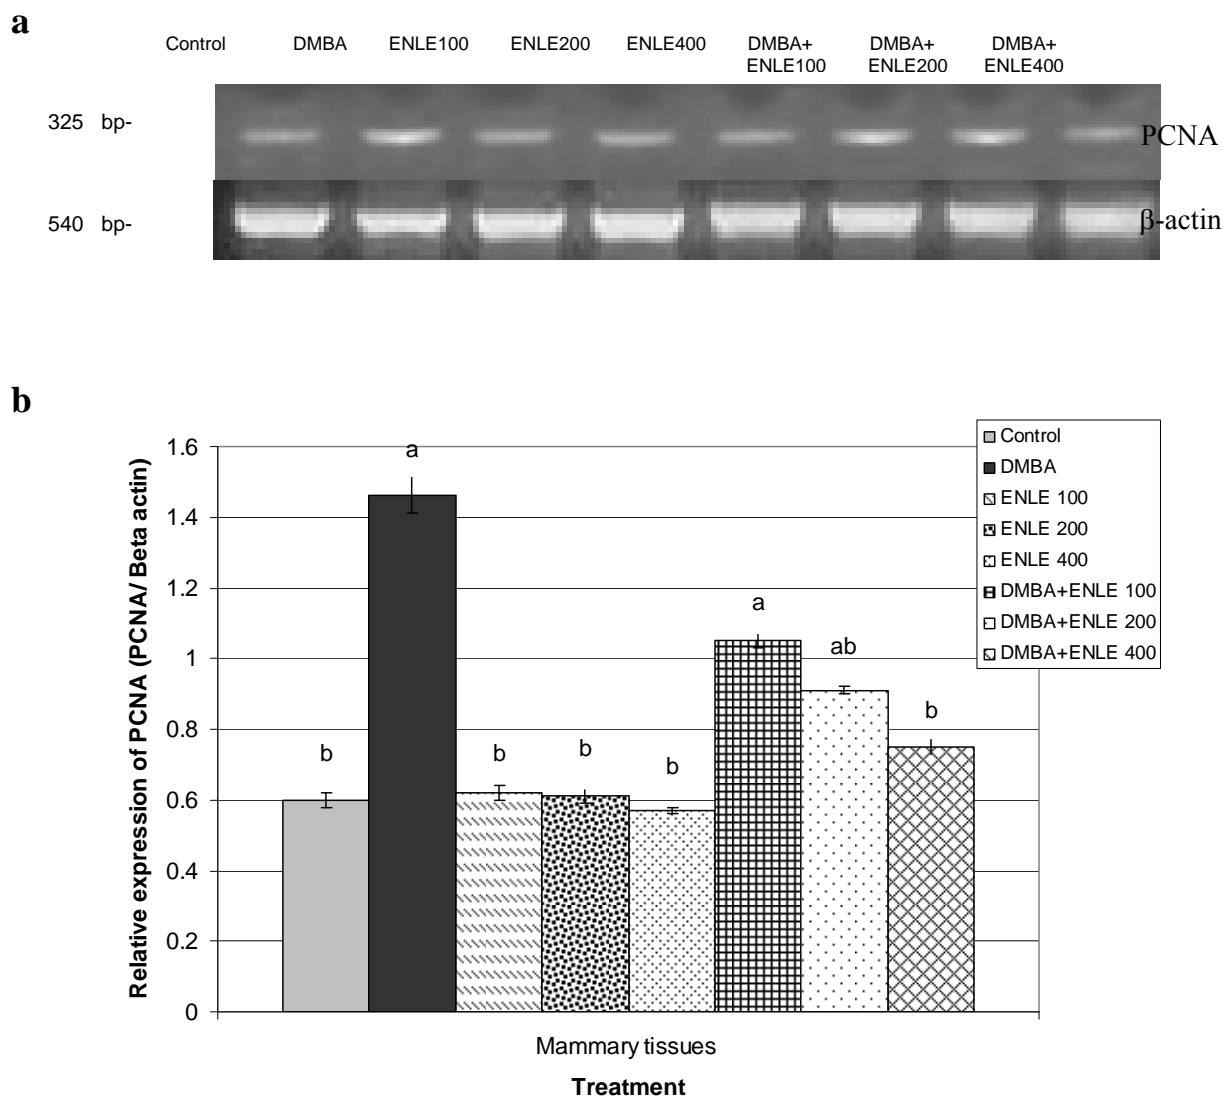 a
Control DMBA ENLE100 ENLE200 ENLE400 DMBA+ DMBA+ DMBA+
ENLE100 ENLE200 ENLE400
325 bp- PCNA
540 bp- β-actin
b
Relative expression of PCNA (PCNA/ Beta actin)
1.6
1.4
1.2
1
0.8
0.6
0.4
0.2
0
b
a
b
b
b
a
ab
b
Control
DMBA
ENLE 100
ENLE 200
ENLE 400
DMBA+ENLE 100
DMBA+ENLE 200
DMBA+ENLE 400
Mammary tissues
Treatment